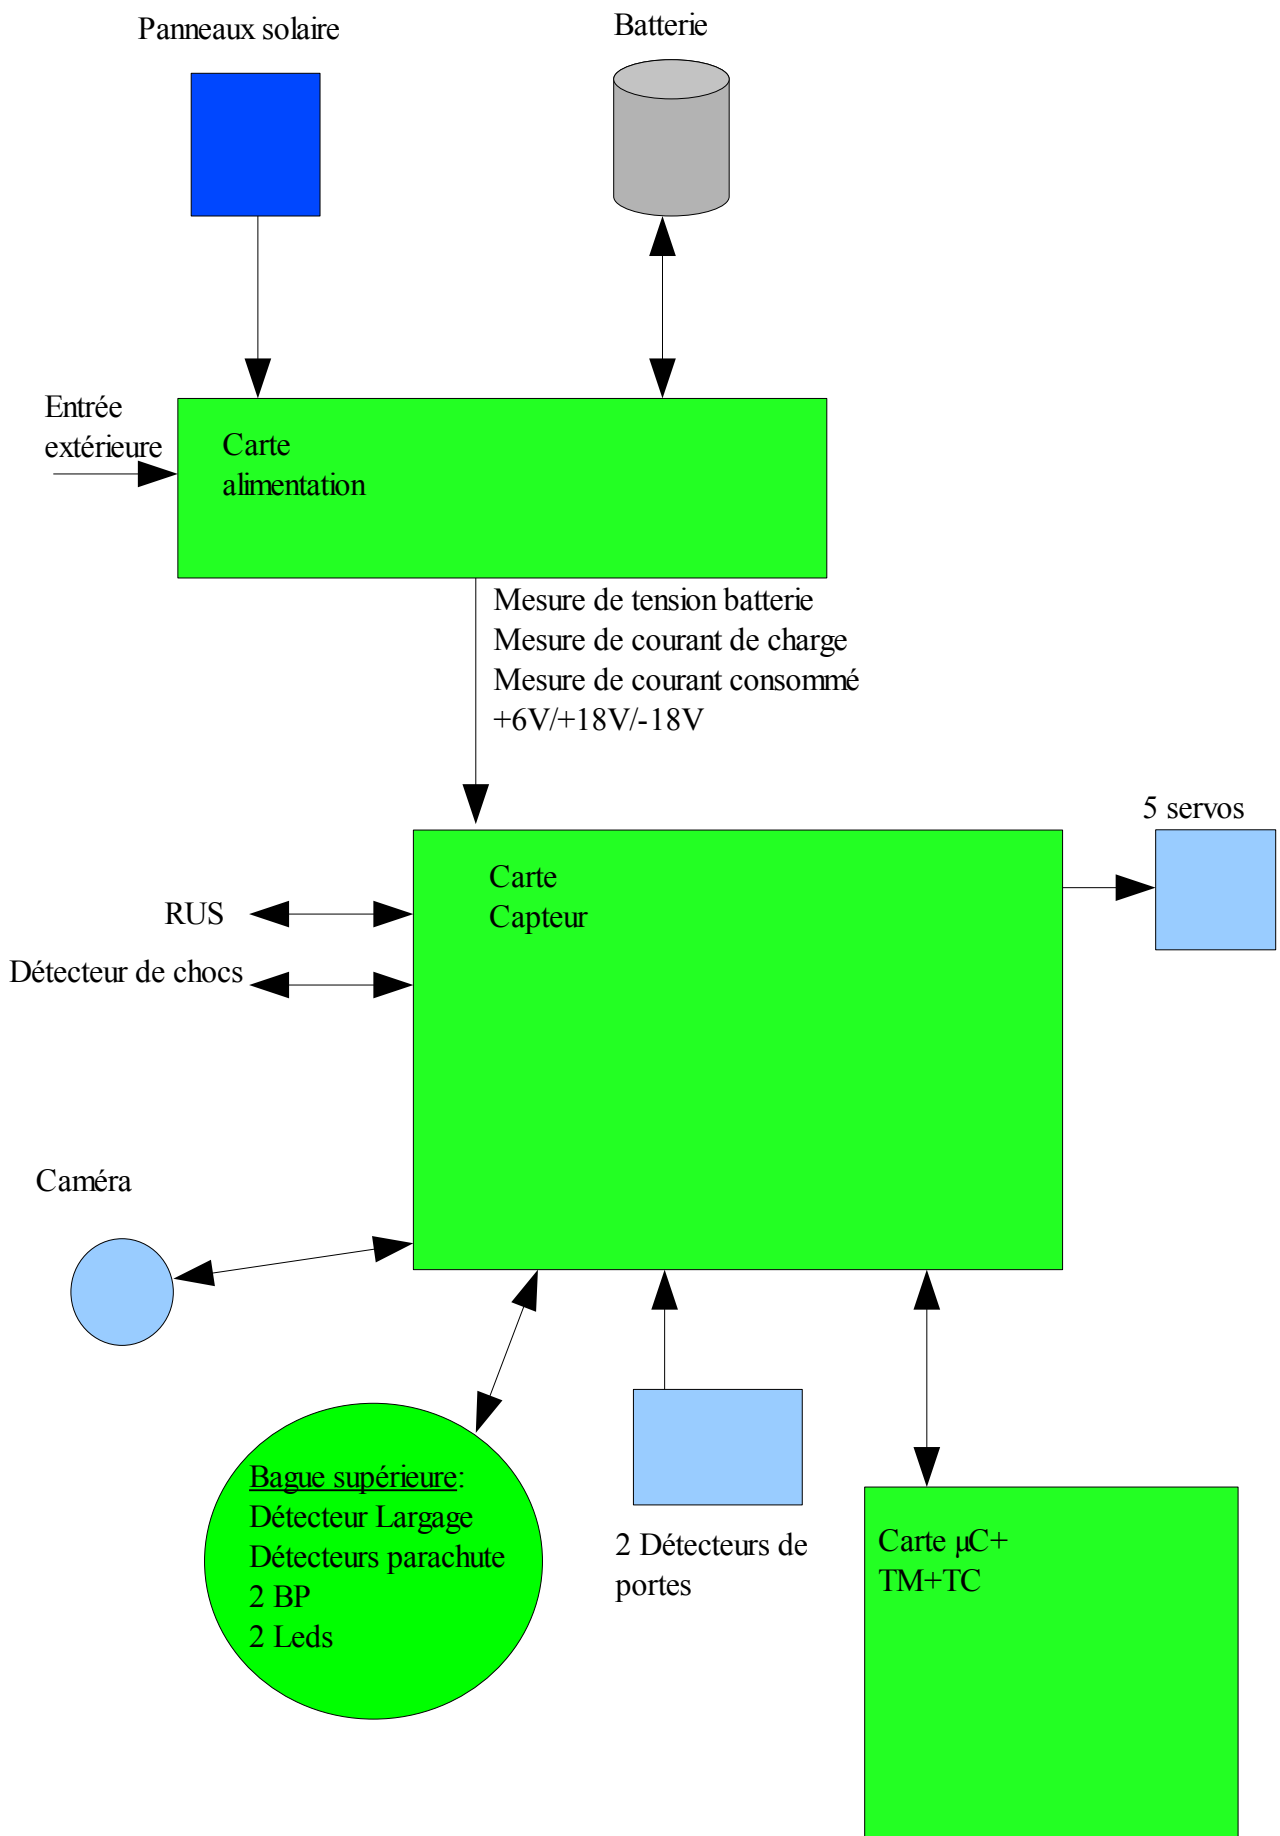 Panneaux solaire
Batterie
Entrée
extérieure
Carte
alimentation
Mesure de tension batterie
Mesure de courant de charge
Mesure de courant consommé
+6V/+18V/-18V
5 servos
Carte
Capteur
RUS
Détecteur de chocs
Caméra
Bague supérieure:
Détecteur Largage
Détecteurs parachute
2 BP
2 Leds
2 Détecteurs de
portes
Carte µC+
TM+TC